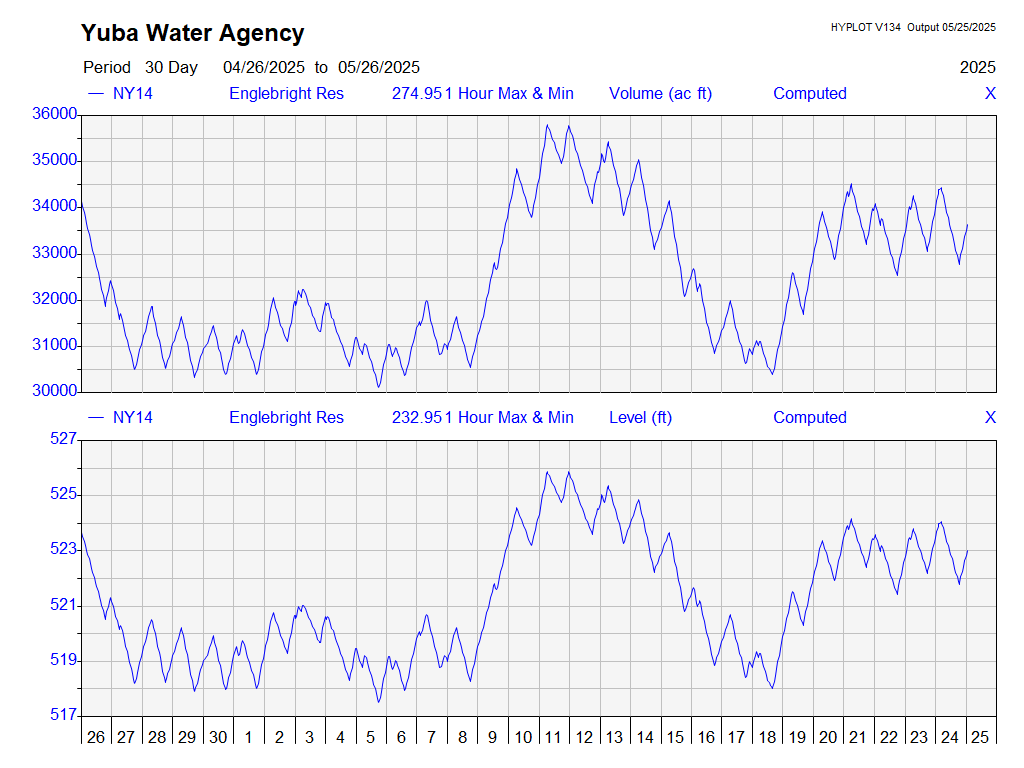 Yuba Water Agency
HYPLOT V134 Output 05/25/2025
Period 30 Day 04/26/2025 to 05/26/2025 2025
NY14 Englebright Res 274.951 Hour Max & Min Volume (ac ft) Computed X
36000
35000
34000
33000
32000
31000
30000
NY14 Englebright Res 232.951 Hour Max & Min Level (ft) Computed X
527
525
523
521
519
517
26 27 28 29 30 1 2 3 4 5 6 7 8 9 10 11 12 13 14 15 16 17 18 19 20 21 22 23 24 25